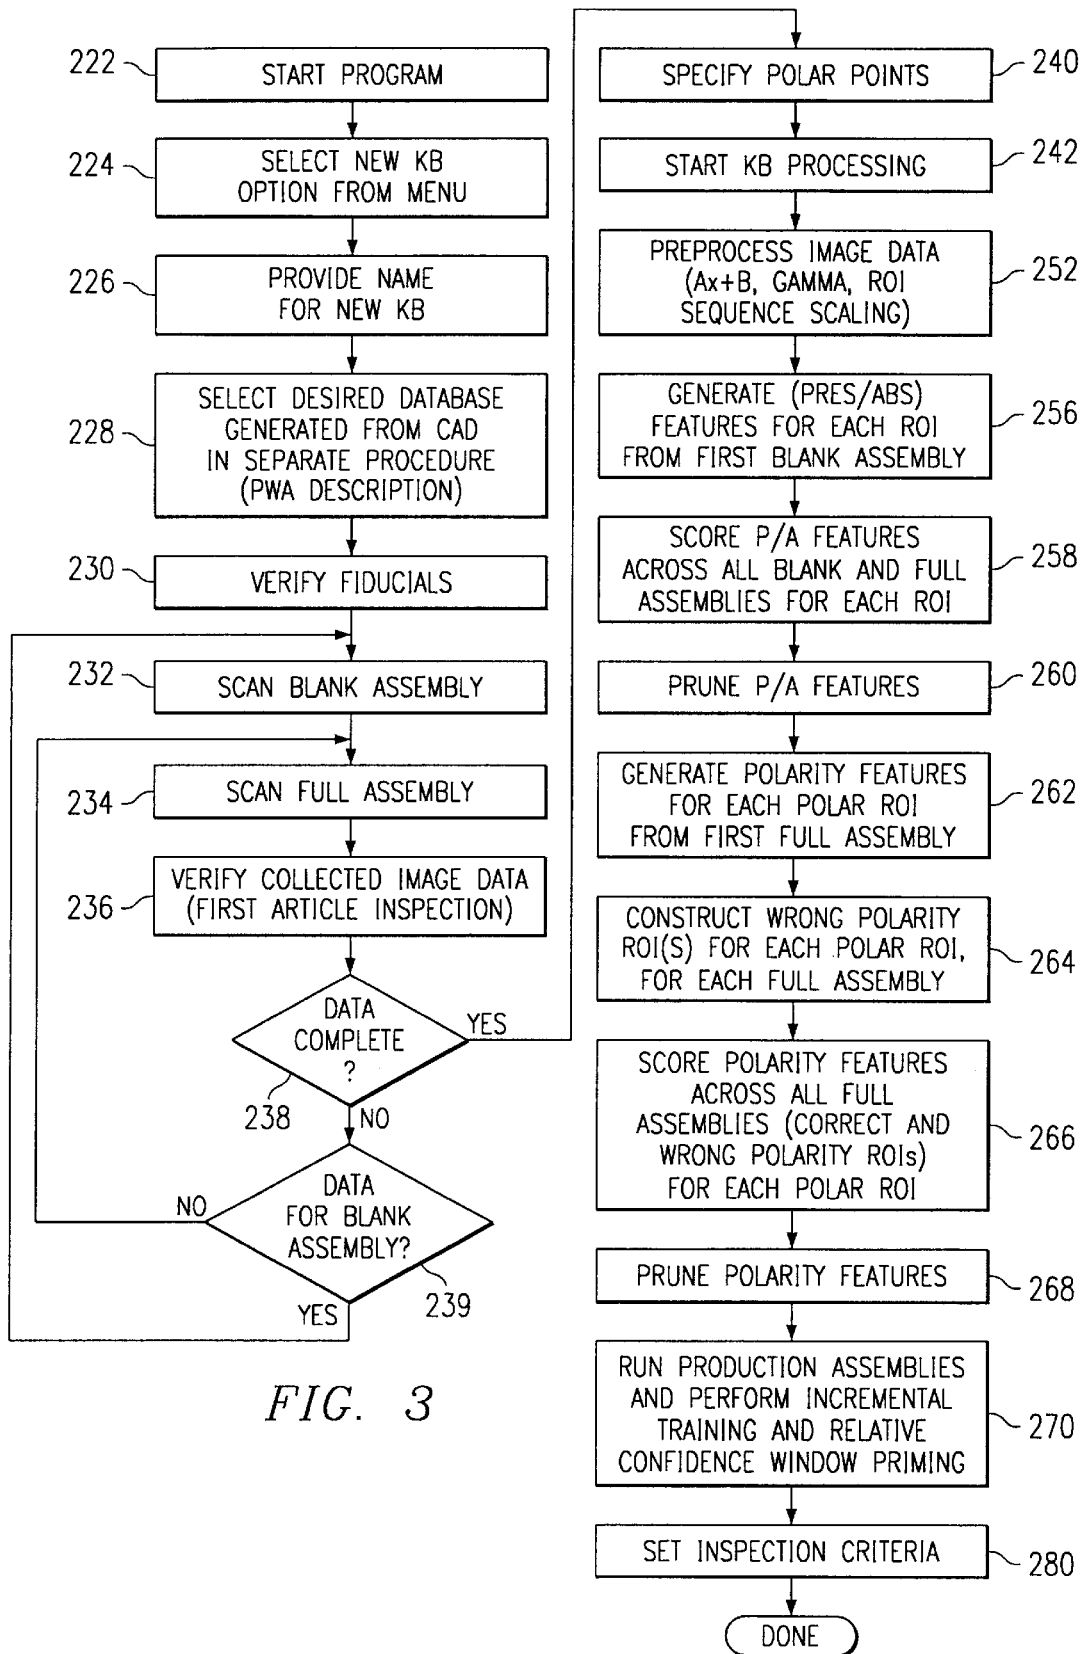 222
START PROGRAM
224
SELECT NEW KB
OPTION FROM MENU
226
PROVIDE NAME
FOR NEW KB
228
SELECT DESIRED DATABASE
GENERATED FROM CAD
IN SEPARATE PROCEDURE
(PWA DESCRIPTION)
230
VERIFY FIDUCIALS
232
SCAN BLANK ASSEMBLY
234
SCAN FULL ASSEMBLY
236
VERIFY COLLECTED IMAGE DATA
(FIRST ARTICLE INSPECTION)
DATA
COMPLETE
?
YES
238
NO
DATA
FOR BLANK
ASSEMBLY?
NO
YES
239
FIG. 3
SPECIFY POLAR POINTS
240
START KB PROCESSING
242
PREPROCESS IMAGE DATA
(Ax+B, GAMMA, ROI
SEQUENCE SCALING)
252
GENERATE (PRES/ABS)
FEATURES FOR EACH ROI
FROM FIRST BLANK ASSEMBLY
256
SCORE P/A FEATURES
ACROSS ALL BLANK AND FULL
ASSEMBLIES FOR EACH ROI
258
PRUNE P/A FEATURES
260
GENERATE POLARITY FEATURES
FOR EACH POLAR ROI
FROM FIRST FULL ASSEMBLY
262
CONSTRUCT WRONG POLARITY
ROI(S) FOR EACH POLAR ROI,
FOR EACH FULL ASSEMBLY
264
SCORE POLARITY FEATURES
ACROSS ALL FULL
ASSEMBLIES (CORRECT AND
WRONG POLARITY ROIs)
FOR EACH POLAR ROI
266
PRUNE POLARITY FEATURES
268
RUN PRODUCTION ASSEMBLIES
AND PERFORM INCREMENTAL
TRAINING AND RELATIVE
CONFIDENCE WINDOW PRIMING
270
SET INSPECTION CRITERIA
280
DONE